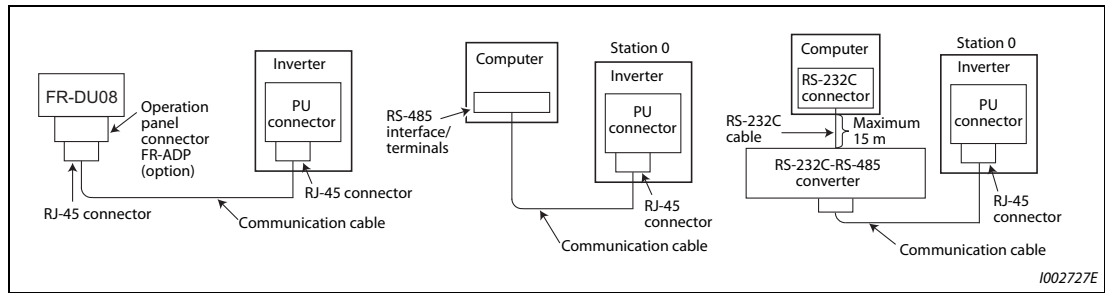 FR-DU08
Operation
panel
connector
FR-ADP
(option)
RJ-45 connector
Inverter
PU
connector
RJ-45 connector
Communication cable
Computer
RS-485
interface/
terminals
Station 0
Inverter
PU
connector
RJ-45
connector
Communication cable
Computer
RS-232C
connector
RS-232C
cable
Maximum
15 m
RS-232C-RS-485
converter
Station 0
Inverter
PU
connector
RJ-45
connector
Communication cable
I002727E